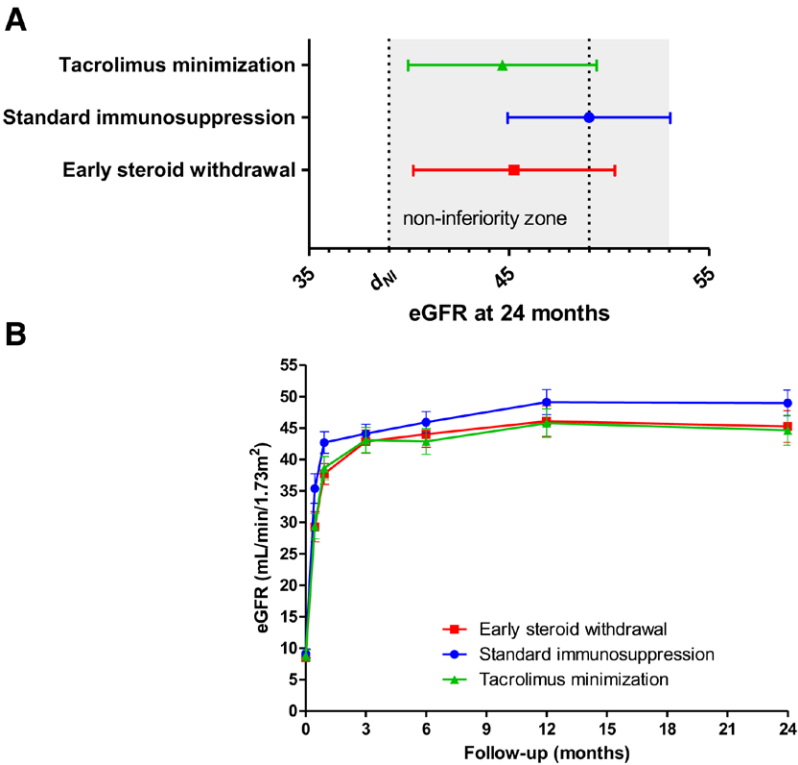 A
Tacrolimus minimization
Standard immunosuppression
Early steroid withdrawal
non-inferiority zone
35
dNI
45
55
eGFR at 24 months
B
55
50
45
40
35
30
25
20
15
10
5
0
eGFR (mL/min/1.73m²)
Early steroid withdrawal
Standard immunosuppression
Tacrolimus minimization
0 3 6 9 12 15 18 21 24
Follow-up (months)